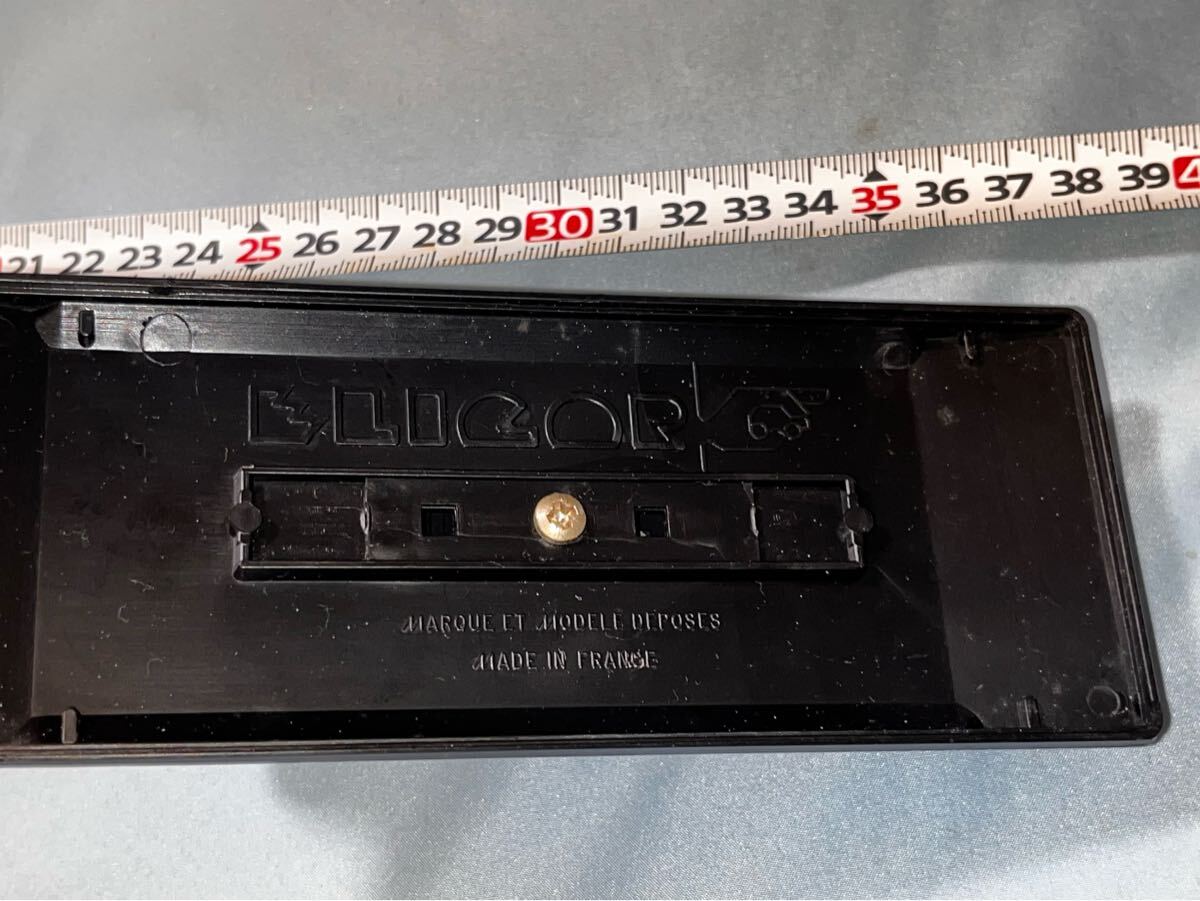 21 22 23 24 25 26 27 28 29 30 31 32 33 34 35 36 37 38 39 4
ELIGOR
MARQUE ET MODELE DEPOSES
MADE IN FRANCE